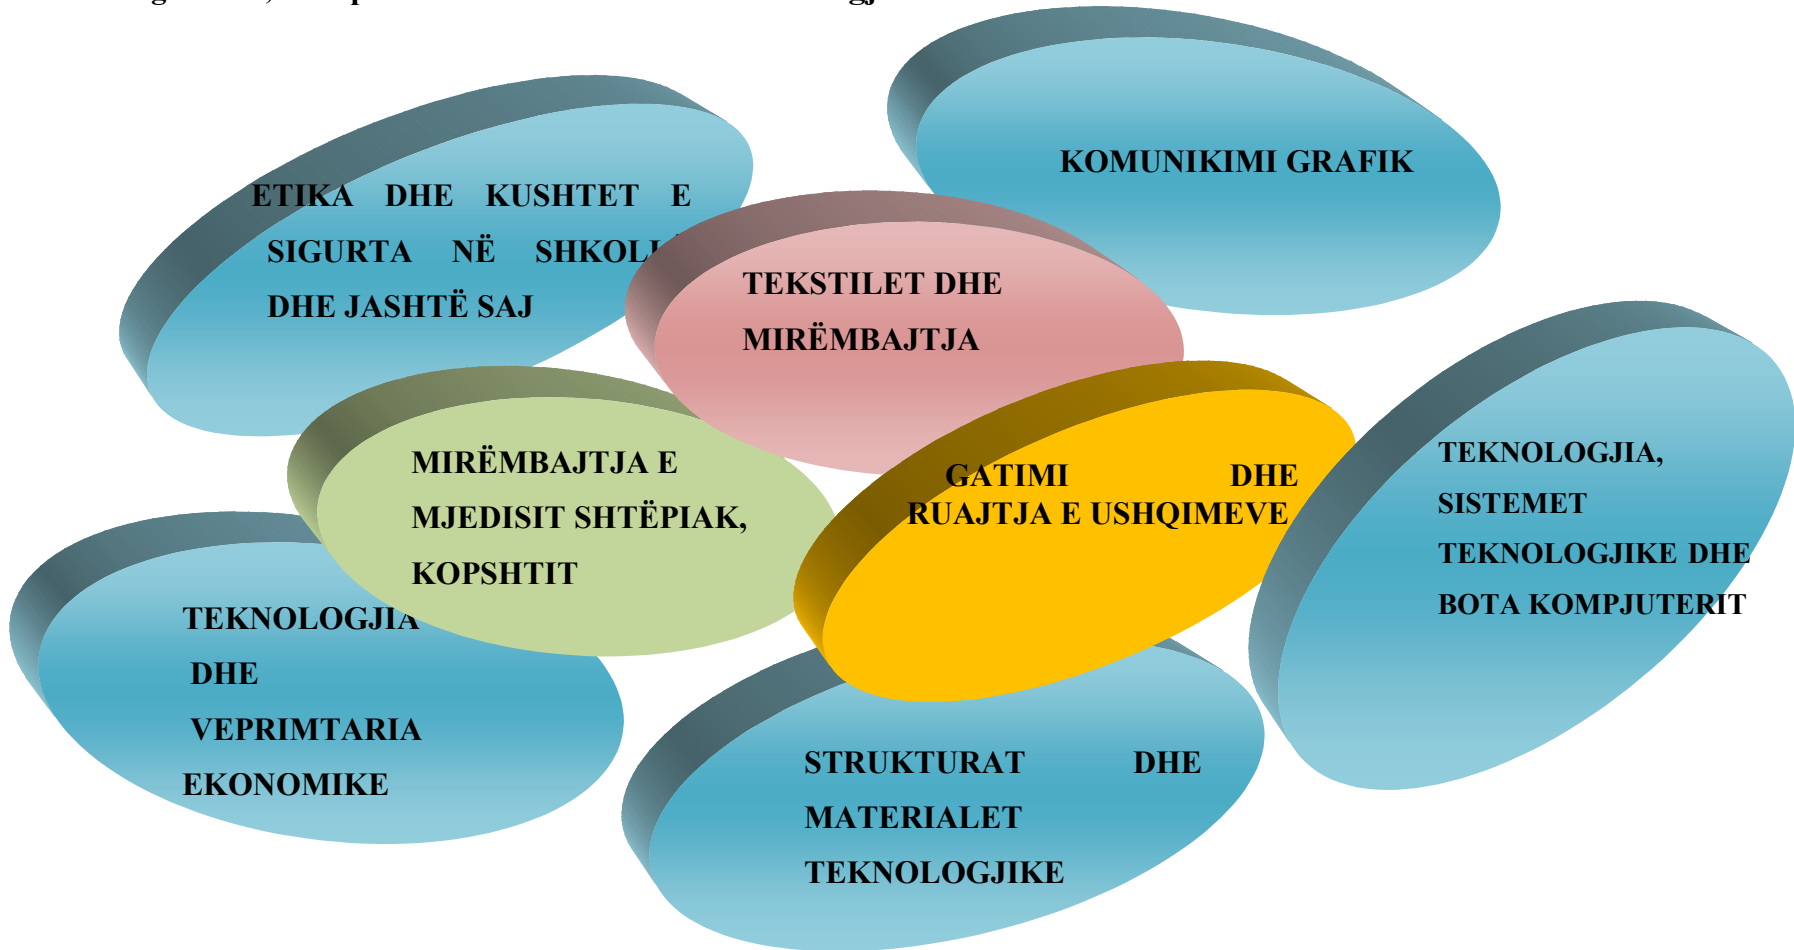 KOMUNIKIMI GRAFIK
ETIKA DHE KUSHTET E
SIGURTA NË
DHE JASHTË SAJ
TEKSTILET DHE
MIRËMBAJTJA
MIRËMBAJTJA E
MJEDISIT SHTËPIAK,
KOPSHTIT
GATIMI DHE
RUAJTJA E USHQIMEVE
TEKNOLOGJIA,
SISTEMET
TEKNOLOGJIKE DHE
BOTA KOMPJUTERIT
TEKNOLOGJIA
DHE
VEPRIMTARIA
EKONOMIKE
STRUKTURAT DHE
MATERIALET
TEKNOLOGJIKE